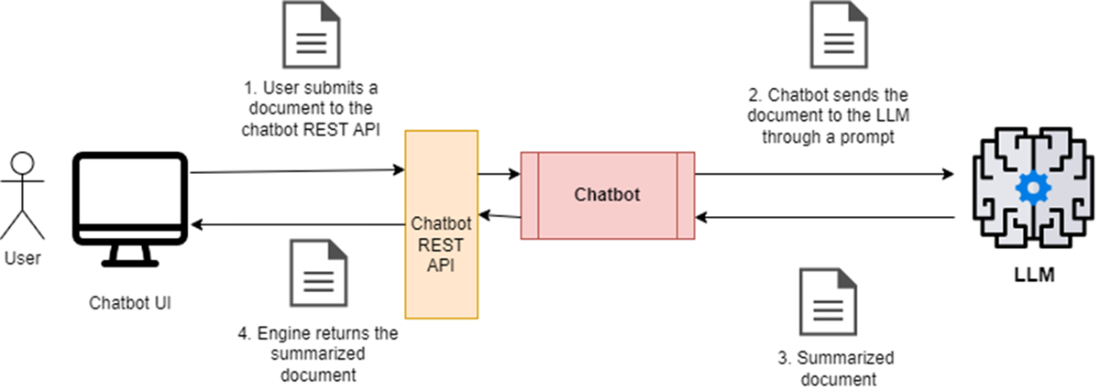 1. User submits a
document to the
chatbot REST API
2. Chatbot sends the
document to the LLM
through a prompt
Chatbot
Chatbot
REST
API
User
Chatbot UI
LLM
4. Engine returns the
summarized
document
3. Summarized
document